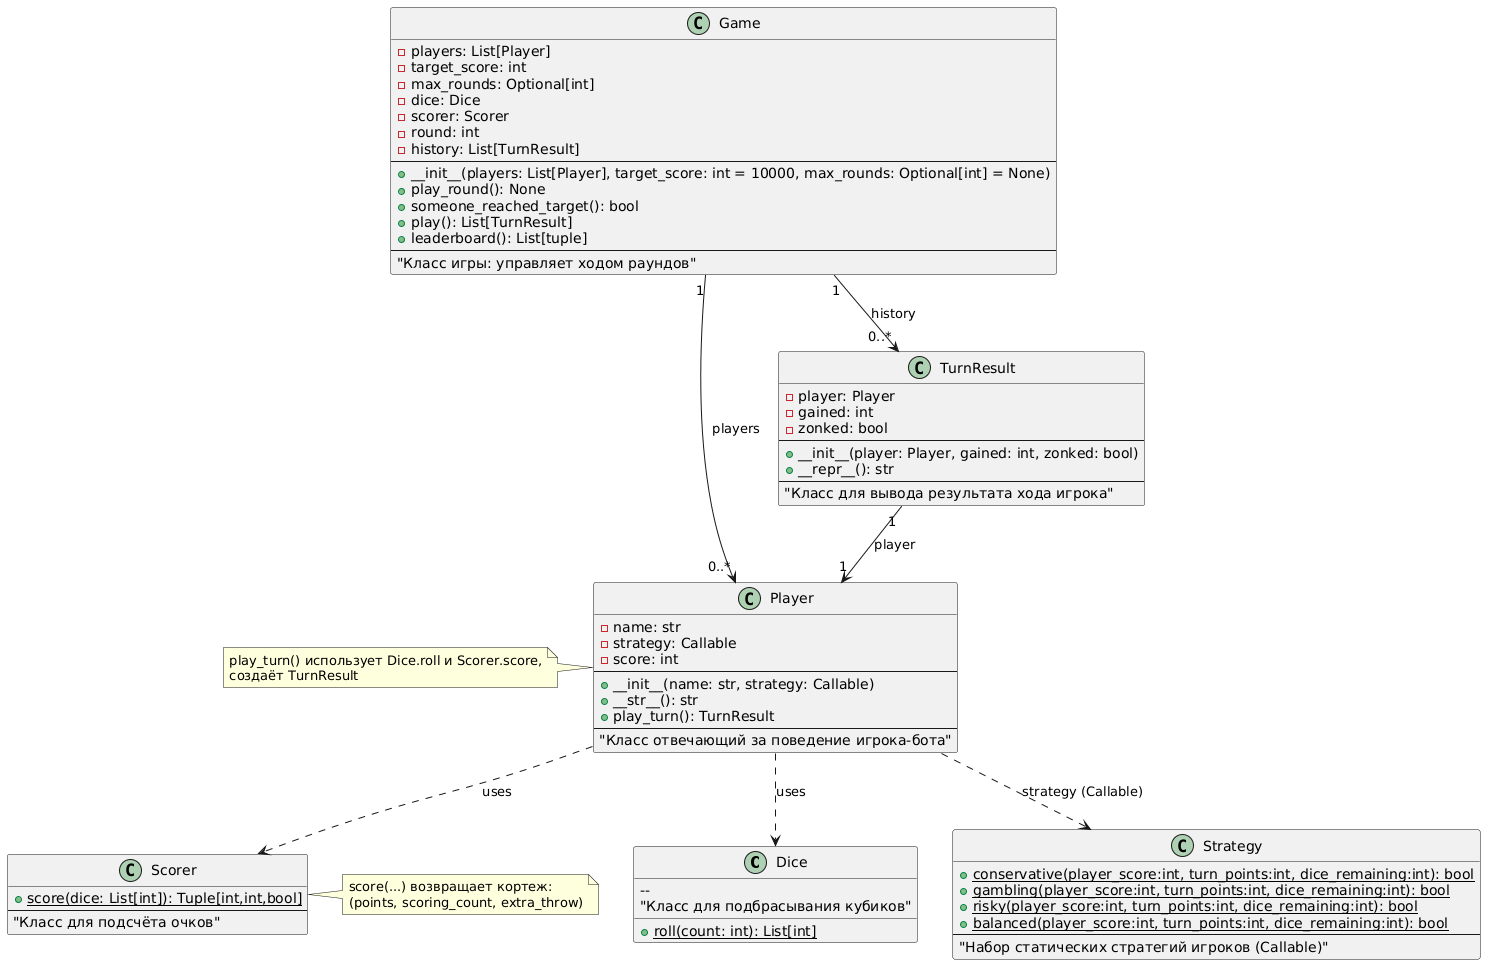 C Game
players: List[Player]
target_score: int
max_rounds: Optional[int]
dice: Dice
scorer: Scorer
round: int
history: List[TurnResult]
__init__(players: List[Player], target_score: int = 10000, max_rounds: Optional[int] = None)
play_round(): None
someone_reached_target(): bool
play(): List[TurnResult]
leaderboard(): List[tuple]
"Класс игры: управляет ходом раундов"
1
1
history
0..*
C TurnResult
player: Player
gained: int
zonked: bool
__init__(player: Player, gained: int, zonked: bool)
__repr__(): str
"Класс для вывода результата хода игрока"
players
1
player
0..*
1
C Player
name: str
strategy: Callable
score: int
__init__(name: str, strategy: Callable)
__str__(): str
play_turn(): TurnResult
"Класс отвечающий за поведение игрока-бота"
play_turn() использует Dice.roll и Scorer.score,
создаёт TurnResult
uses
uses
strategy (Callable)
C Scorer
score(dice: List[int]): Tuple[int,int,bool]
"Класс для подсчёта очков"
score(...) возвращает кортеж:
(points, scoring_count, extra_throw)
C Dice
--
"Класс для подбрасывания кубиков"
roll(count: int): List[int]
C Strategy
conservative(player_score:int, turn_points:int, dice_remaining:int): bool
gambling(player_score:int, turn_points:int, dice_remaining:int): bool
risky(player_score:int, turn_points:int, dice_remaining:int): bool
balanced(player_score:int, turn_points:int, dice_remaining:int): bool
"Набор статических стратегий игроков (Callable)"